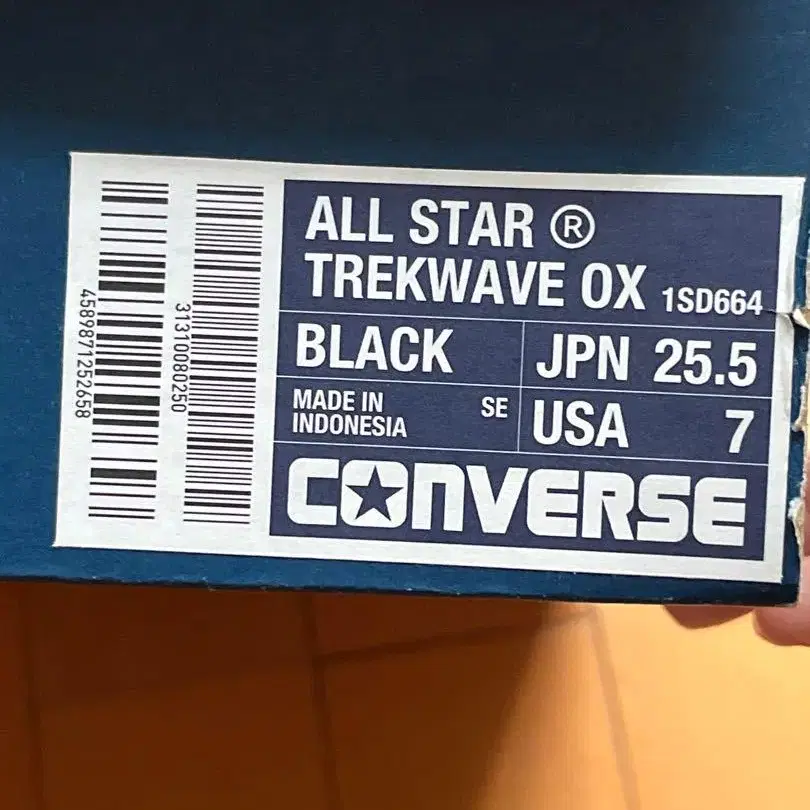 4589871252658
31310080250
ALL STAR ®
TREKWAVE OX 1SD664
BLACK
JPN 25.5
MADE IN
INDONESIA
SE
USA 7
CONVERSE